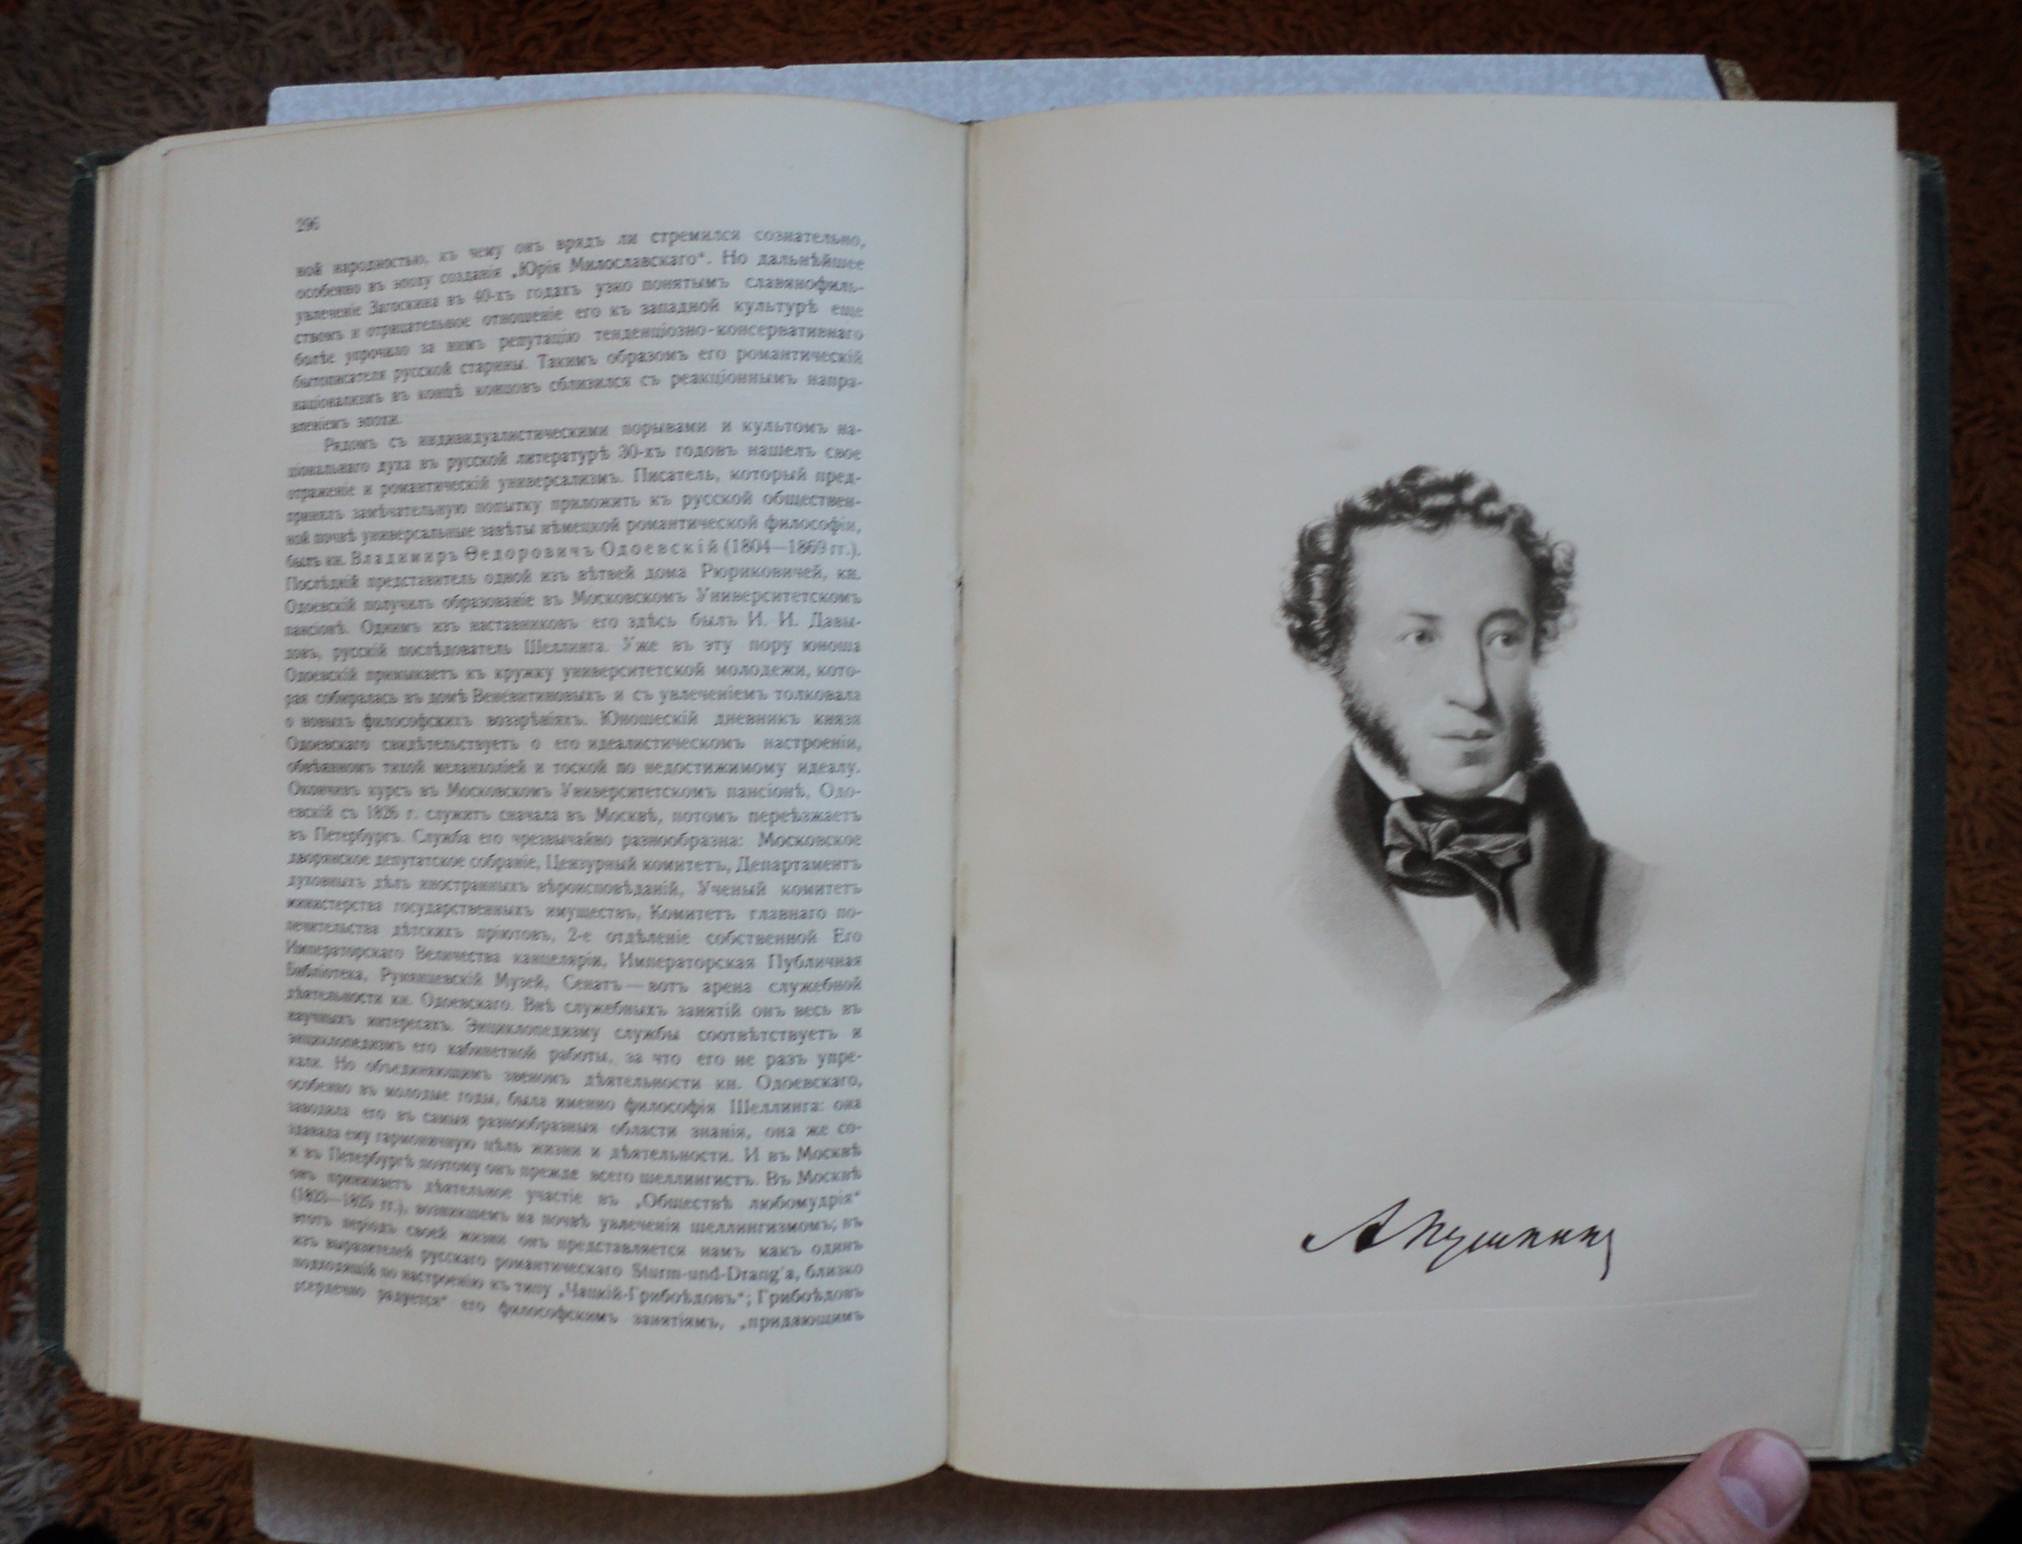 296
ной народностью, къ чему онъ врядъ ли стремился сознательно,
особенно въ эпоху созданія „Юрія Милославскаго“. Но дальнѣйшее
увлеченіе Загоскина въ 40-хъ годахъ узко понятымъ славянофиль-
ствомъ и отрицательное отношеніе его къ западной культурѣ еще
болѣе упрочило за нимъ репутацію тенденціозно-консервативнаго
бытописателя русской старины. Такимъ образомъ его романтическій
націонализмъ въ концѣ концовъ сблизился съ реакціоннымъ напра-
вленіемъ эпохи.
Рядомъ съ индивидуалистическими порывами и культомъ на-
ціональнаго духа въ русской литературѣ 30-хъ годовъ нашелъ свое
отраженіе и романтическій универсализмъ. Писатель, который пред-
принялъ замѣчательную попытку приложить къ русской обществен-
ной почвѣ универсальные завѣты нѣмецкой романтической философіи,
былъ кн. Владимиръ Ѳедоровичъ Одоевскій (1804—1869 гг.).
Послѣдній представитель одной изъ вѣтвей дома Рюриковичей, кн.
Одоевскій получилъ образованіе въ Московскомъ Университетскомъ
пансіонѣ. Однимъ изъ наставниковъ его здѣсь былъ И. И. Давы-
довъ, русскій послѣдователь Шеллинга. Уже въ эту пору юноша
Одоевскій примыкаетъ къ кружку университетской молодежи, кото-
рая собиралась въ домѣ Веневитиновыхъ и съ увлеченіемъ толковала
о новыхъ философскихъ воззрѣніяхъ. Юношескій дневникъ князя
Одоевскаго свидѣтельствуетъ о его идеалистическомъ настроеніи,
обвѣянномъ тихой меланхоліей и тоской по недостижимому идеалу.
Окончивъ курсъ въ Московскомъ Университетскомъ пансіонѣ, Одо-
евскій съ 1826 г. служитъ сначала въ Москвѣ, потомъ переѣзжаетъ
въ Петербургъ. Служба его чрезвычайно разнообразна: Московское
дворянское депутатское собраніе, Цензурный комитетъ, Департаментъ
духовныхъ дѣлъ иностранныхъ вѣроисповѣданій, Ученый комитетъ
министерства государственныхъ имуществъ, Комитетъ главнаго по-
печительства дѣтскихъ пріютовъ, 2-е отдѣленіе собственной Его
Императорскаго Величества канцеляріи, Императорская Публичная
Библіотека, Румянцевскій Музей, Сенатъ—вотъ арена служебной
дѣятельности кн. Одоевскаго. Внѣ служебныхъ занятій онъ весь въ
научныхъ интересахъ. Энциклопедизму службы соотвѣтствуетъ и
энциклопедизмъ его кабинетной работы, за что его не разъ упре-
кали. Но объединяющимъ звеномъ дѣятельности кн. Одоевскаго,
особенно въ молодые годы, была именно философія Шеллинга: она
заводила его въ самыя разнообразныя области знанія, она же со-
здавала ему гармоничную цѣль жизни и дѣятельности. И въ Москвѣ
и въ Петербургѣ поэтому онъ прежде всего шеллингистъ. Въ Москвѣ
онъ принимаетъ дѣятельное участіе въ „Обществѣ любомудрія“
(1823—1825 гг.), возникшемъ на почвѣ увлеченія шеллингизмомъ; въ
этотъ періодъ своей жизни онъ представляется намъ какъ одинъ
изъ выразителей русскаго романтическаго Sturm-und-Drang'a, близко
подходящій по настроенію къ типу „Чацкій-Грибоѣдовъ“; Грибоѣдовъ
„сердечно радуется“ его философскимъ занятіямъ, „придающимъ
А Пушкинъ